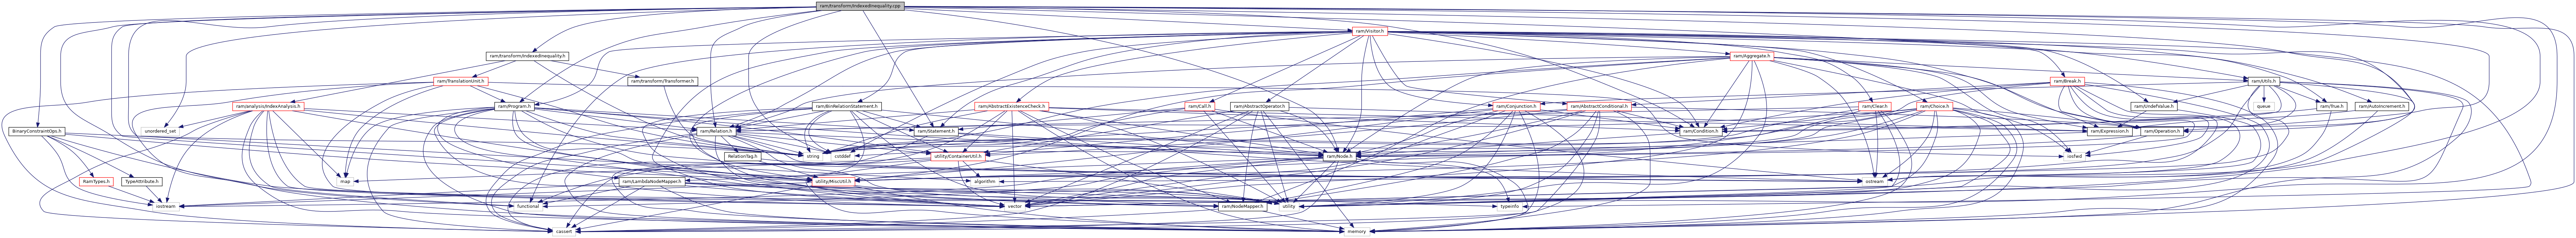 ram/transform/IndexedInequality.cpp
ram/Visitor.h
ram/transform/IndexedInequality.h
ram/Aggregate.h
ram/TranslationUnit.h
ram/transform/Transformer.h
ram/Break.h
ram/Utils.h
ram/analysis/IndexAnalysis.h
ram/Program.h
ram/BinRelationStatement.h
ram/AbstractExistenceCheck.h
ram/Call.h
ram/AbstractOperator.h
ram/Conjunction.h
ram/AbstractConditional.h
ram/Clear.h
ram/Choice.h
ram/UndefValue.h
queue
ram/True.h
ram/AutoIncrement.h
BinaryConstraintOps.h
unordered_set
ram/Relation.h
ram/Statement.h
ram/Condition.h
ram/Expression.h
ram/Operation.h
RelationTag.h
string
cstddef
utility/ContainerUtil.h
ram/Node.h
iosfwd
RamTypes.h
TypeAttribute.h
map
ram/LambdaNodeMapper.h
utility/MiscUtil.h
algorithm
ostream
iostream
functional
vector
ram/NodeMapper.h
utility
typeinfo
cassert
memory